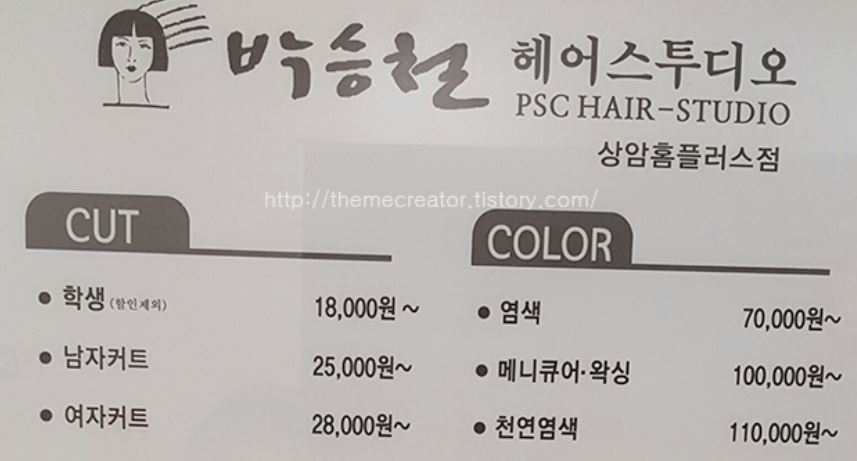 박승철 헤어스투디오
PSC HAIR-STUDIO
상암홈플러스점
http://themecreator.tistory.com/
CUT
• 학생 (할인제외) 18,000원~
• 남자커트 25,000원~
• 여자커트 28,000원~
COLOR
• 염색 70,000원~
• 메니큐어·왁싱 100,000원~
• 천연염색 110,000원~